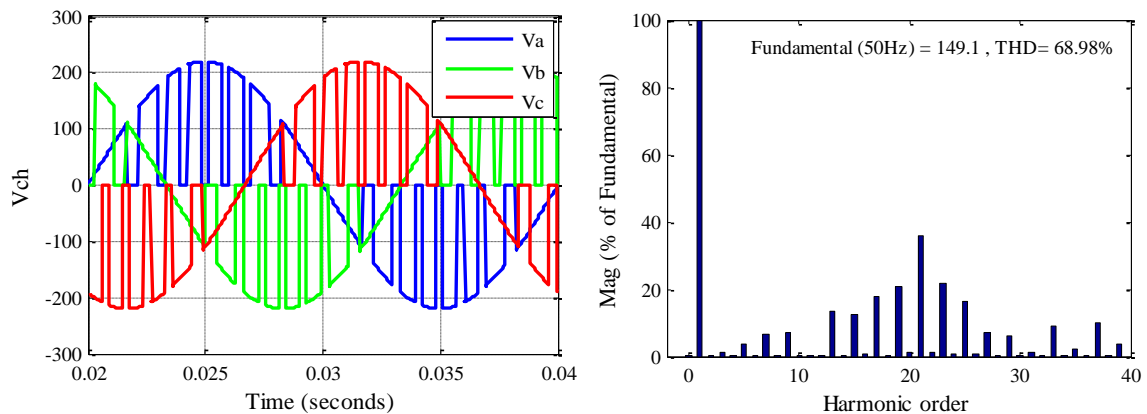 300
200
100
0
-100
-200
-300
Vch
0.02 0.025 0.03 0.035 0.04
Time (seconds)
Va
Vb
Vc
100
80
60
40
20
0
Mag (% of Fundamental)
0 10 20 30 40
Harmonic order
Fundamental (50Hz) = 149.1 , THD= 68.98%